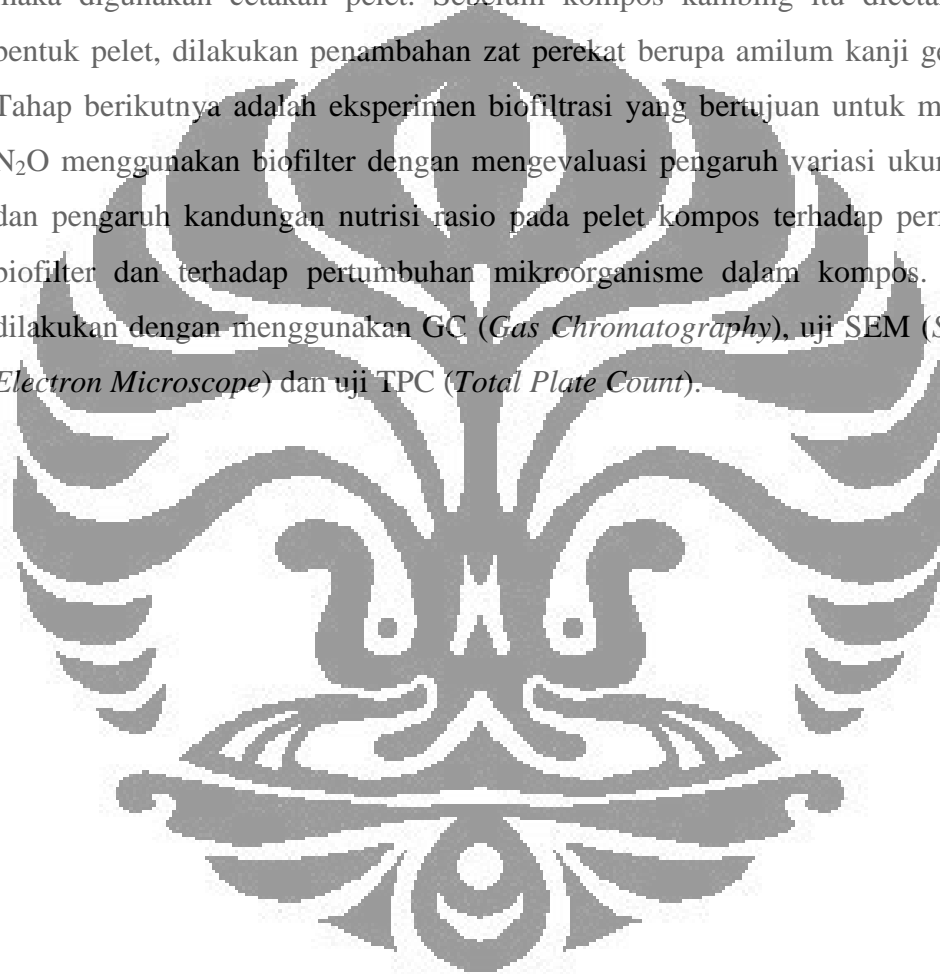 maka digunakan cetakan pelet. Sebelum kompos kambing itu
bentuk pelet, dilakukan penambahan zat perekat berupa amilum kanji
Tahap berikutnya adalah eksperimen biofiltrasi yang bertujuan untuk
N₂O menggunakan biofilter dengan mengevaluasi pengaruh variasi
dan pengaruh kandungan nutrisi rasio pada pelet kompos terhadap
biofilter dan terhadap pertumbuhan mikroorganisme dalam kompos.
dilakukan dengan menggunakan GC (Gas Chromatography), uji SEM (
Electron Microscope) dan uji TPC (Total Plate Count).